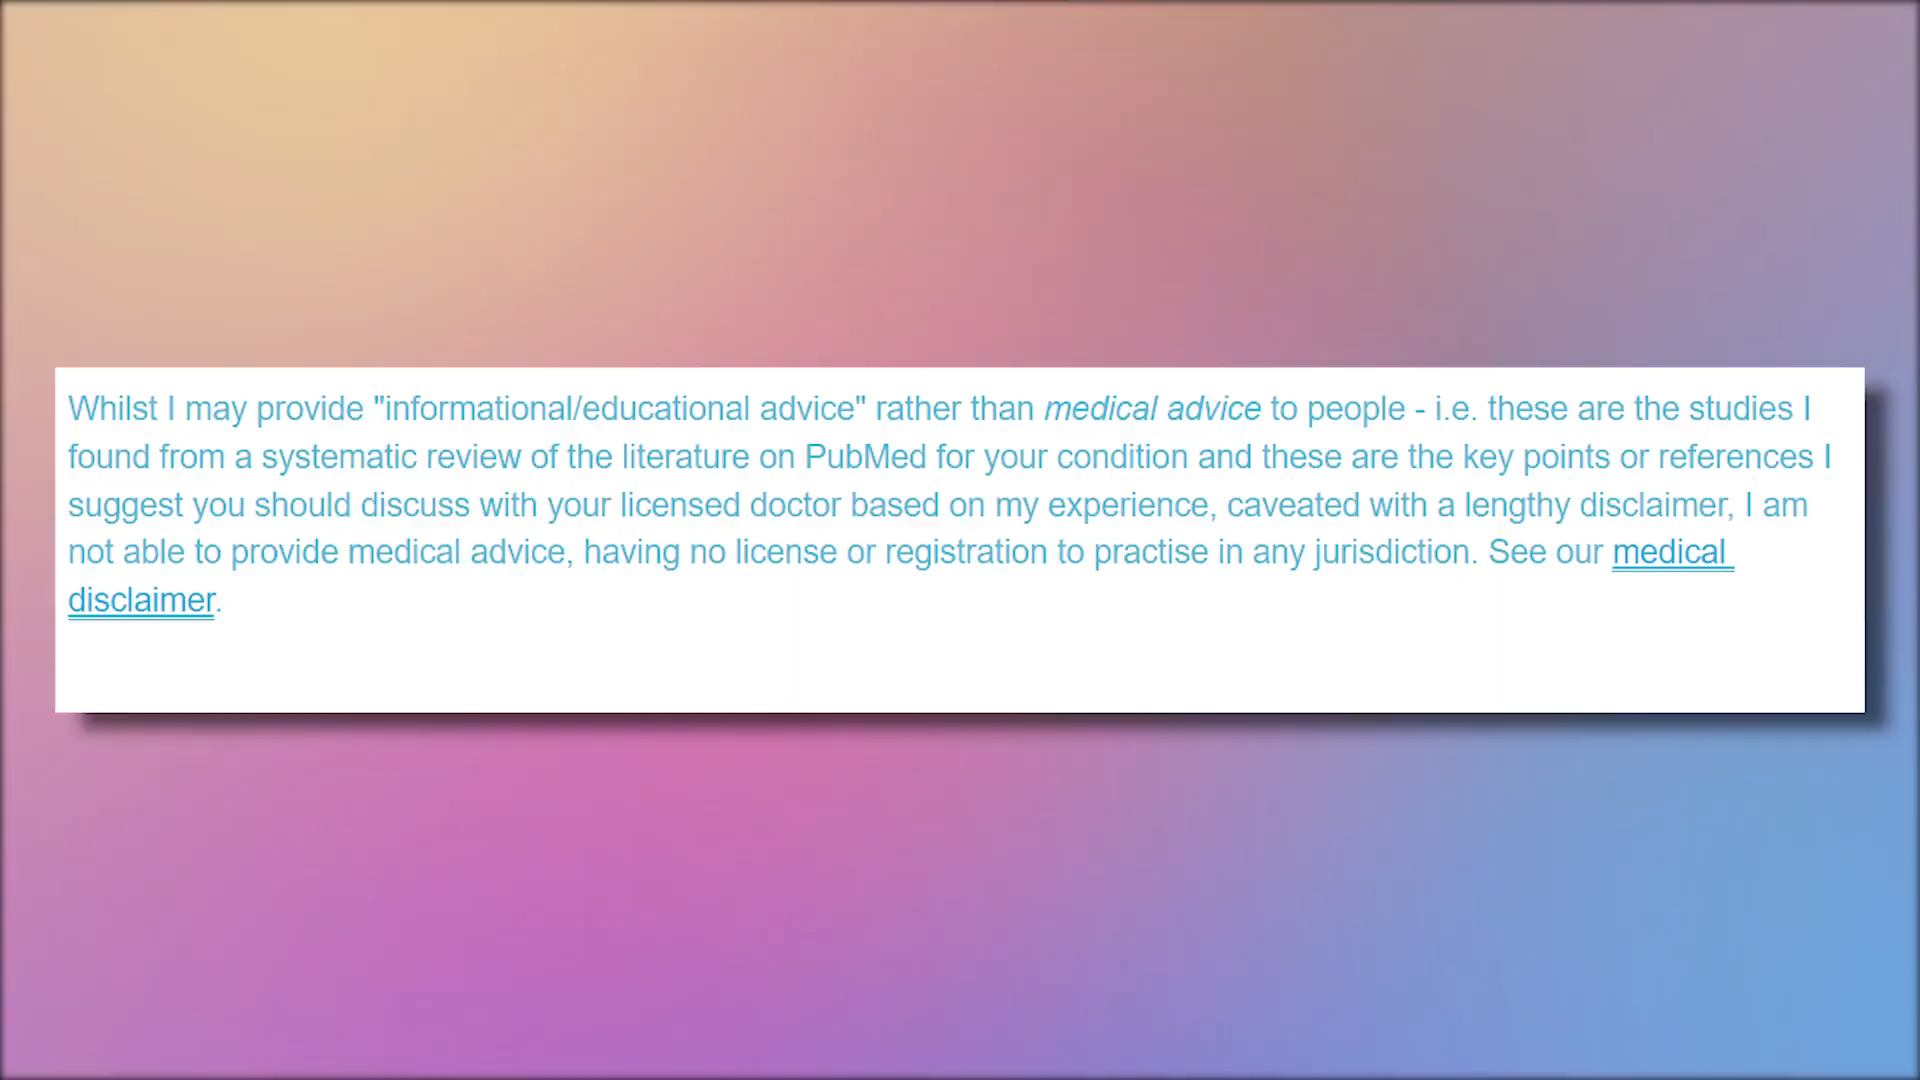 Whilst I may provide "informational/educational advice" rather than medical advice to people - i.e. these are the studies I
found from a systematic review of the literature on PubMed for your condition and these are the key points or references I
suggest you should discuss with your licensed doctor based on my experience, caveated with a lengthy disclaimer, I am
not able to provide medical advice, having no license or registration to practise in any jurisdiction. See our medical
disclaimer.